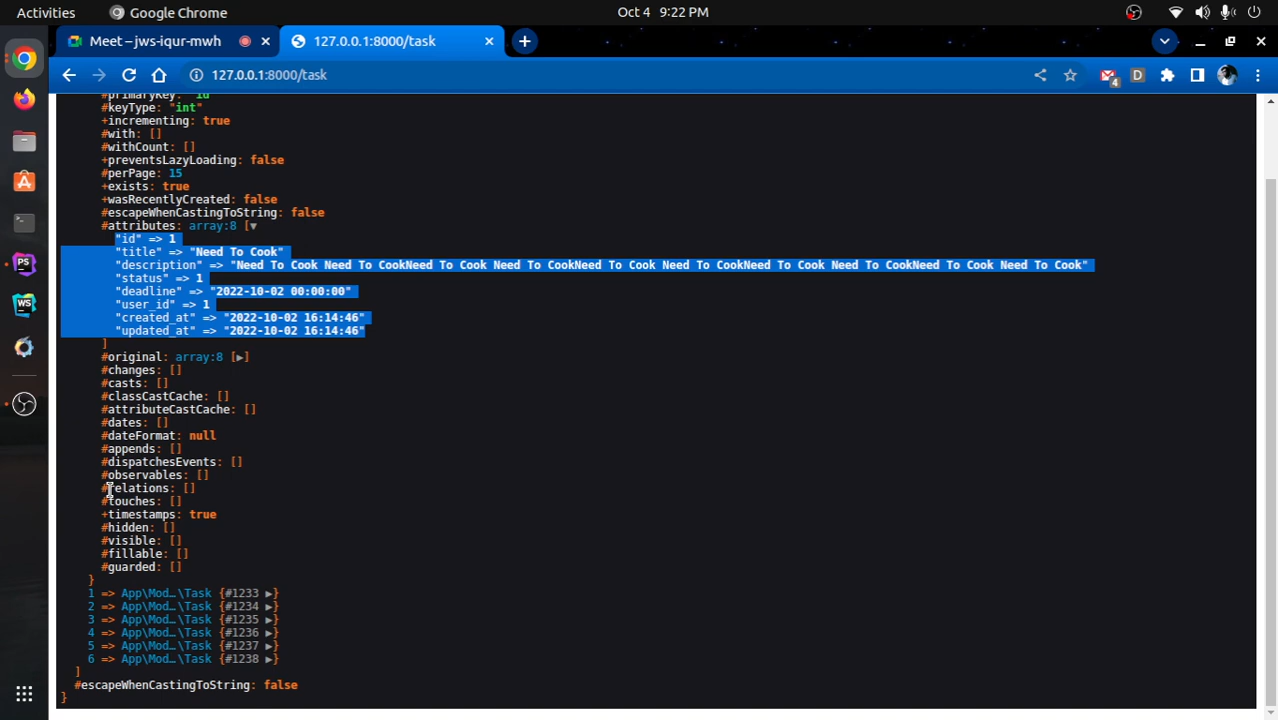 Activities
Google Chrome
Oct 4 9:22 PM
Meet – jws-iqur-mwh
127.0.0.1:8000/task
127.0.0.1:8000/task
4
D
#primaryKey: "id"
#keyType: "int"
+incrementing: true
#with: []
#withCount: []
+preventsLazyLoading: false
#perPage: 15
+exists: true
+wasRecentlyCreated: false
#escapeWhenCastingToString: false
#attributes: array:8 [▼
"id" => 1
"title" => "Need To Cook"
"description" => "Need To Cook Need To CookNeed To Cook Need To CookNeed To Cook Need To CookNeed To Cook Need To CookNeed To Cook Need To Cook"
"status" => 1
"deadline" => "2022-10-02 00:00:00"
"user_id" => 1
"created_at" => "2022-10-02 16:14:46"
"updated_at" => "2022-10-02 16:14:46"
]
#original: array:8 [▶]
#changes: []
#casts: []
#classCastCache: []
#attributeCastCache: []
#dates: []
#dateFormat: null
#appends: []
#dispatchesEvents: []
#observables: []
#relations: []
#touches: []
+timestamps: true
#hidden: []
#visible: []
#fillable: []
#guarded: []
}
1 => App\Mod…\Task {#1233 ▶}
2 => App\Mod…\Task {#1234 ▶}
3 => App\Mod…\Task {#1235 ▶}
4 => App\Mod…\Task {#1236 ▶}
5 => App\Mod…\Task {#1237 ▶}
6 => App\Mod…\Task {#1238 ▶}
]
#escapeWhenCastingToString: false
}
PS
WS